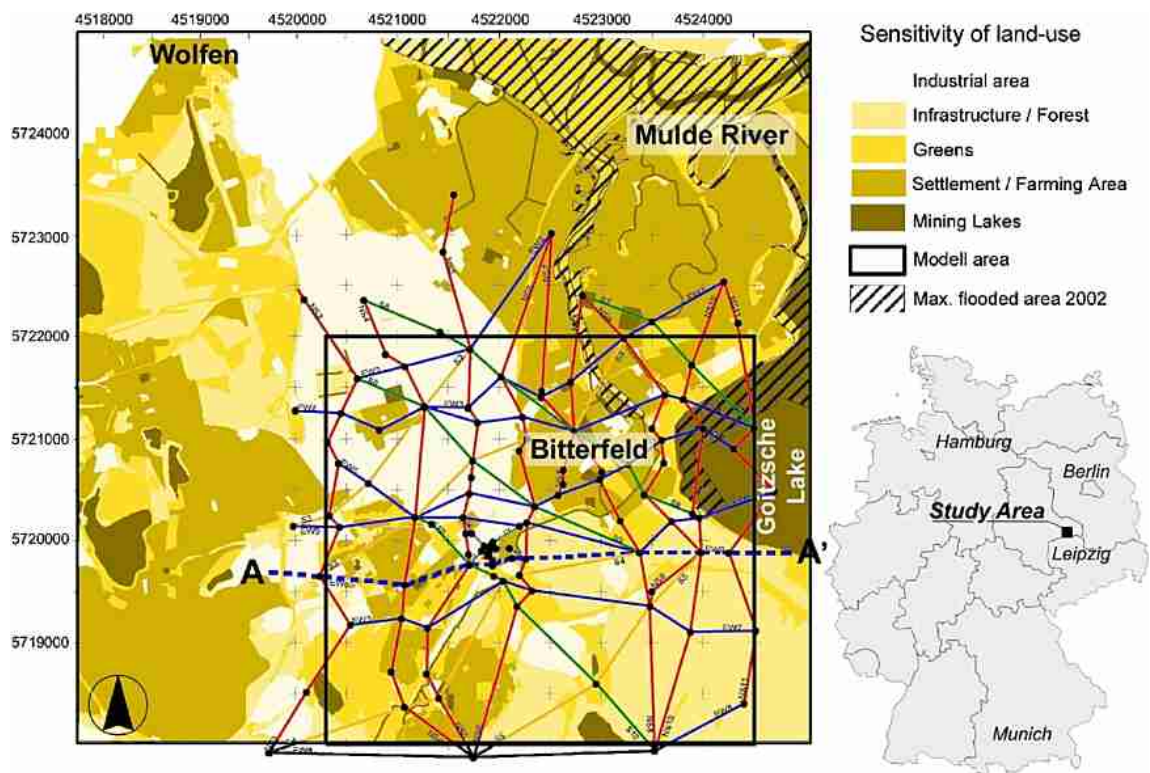 4518000 4519000 4520000 4521000 4522000 4523000 4524000
Wolfen
5724000
Mulde River
5723000
5722000
5721000
Bitterfeld
Goitzsche
Lake
5720000
A
A'
5719000
Sensitivity of land-use
Industrial area
Infrastructure / Forest
Greens
Settlement / Farming Area
Mining Lakes
Modell area
Max. flooded area 2002
Hamburg
Berlin
Study Area
Leipzig
Munich